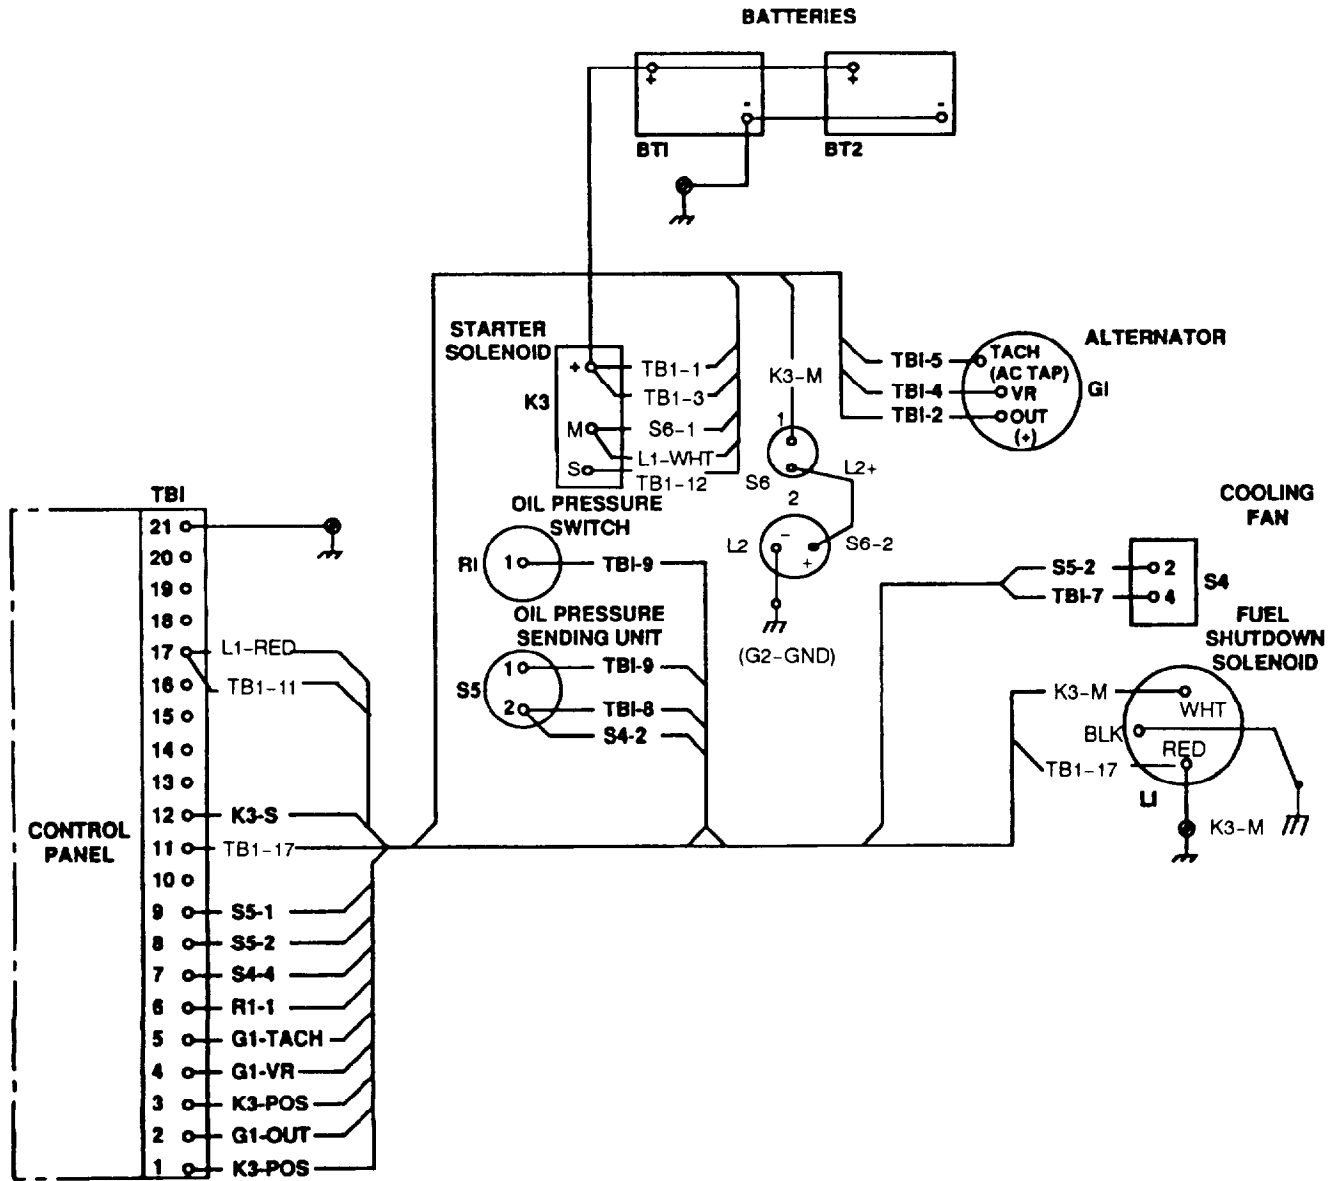 BATTERIES
+
-
+
-
BT1
BT2
STARTER
SOLENOID
K3
+
M
S
TB1-1
TB1-3
S6-1
L1-WHT
TB1-12
K3-M
1
S6
2
L2+
L2
-
+
S6-2
(G2-GND)
ALTERNATOR
TBI-5
TBI-4
TBI-2
TACH
(AC TAP)
VR
OUT
(+)
GI
OIL PRESSURE
SWITCH
RI
1
TBI-9
OIL PRESSURE
SENDING UNIT
S5
1
TBI-9
2
TBI-8
S4-2
COOLING
FAN
S5-2
2
TBI-7
4
S4
FUEL
SHUTDOWN
SOLENOID
K3-M
WHT
BLK
RED
TB1-17
LI
K3-M
TBI
CONTROL
PANEL
21
20
19
18
17 L1-RED
16 TB1-11
15
14
13
12 K3-S
11 TB1-17
10
9 S5-1
8 S5-2
7 S4-4
6 R1-1
5 G1-TACH
4 G1-VR
3 K3-POS
2 G1-OUT
1 K3-POS